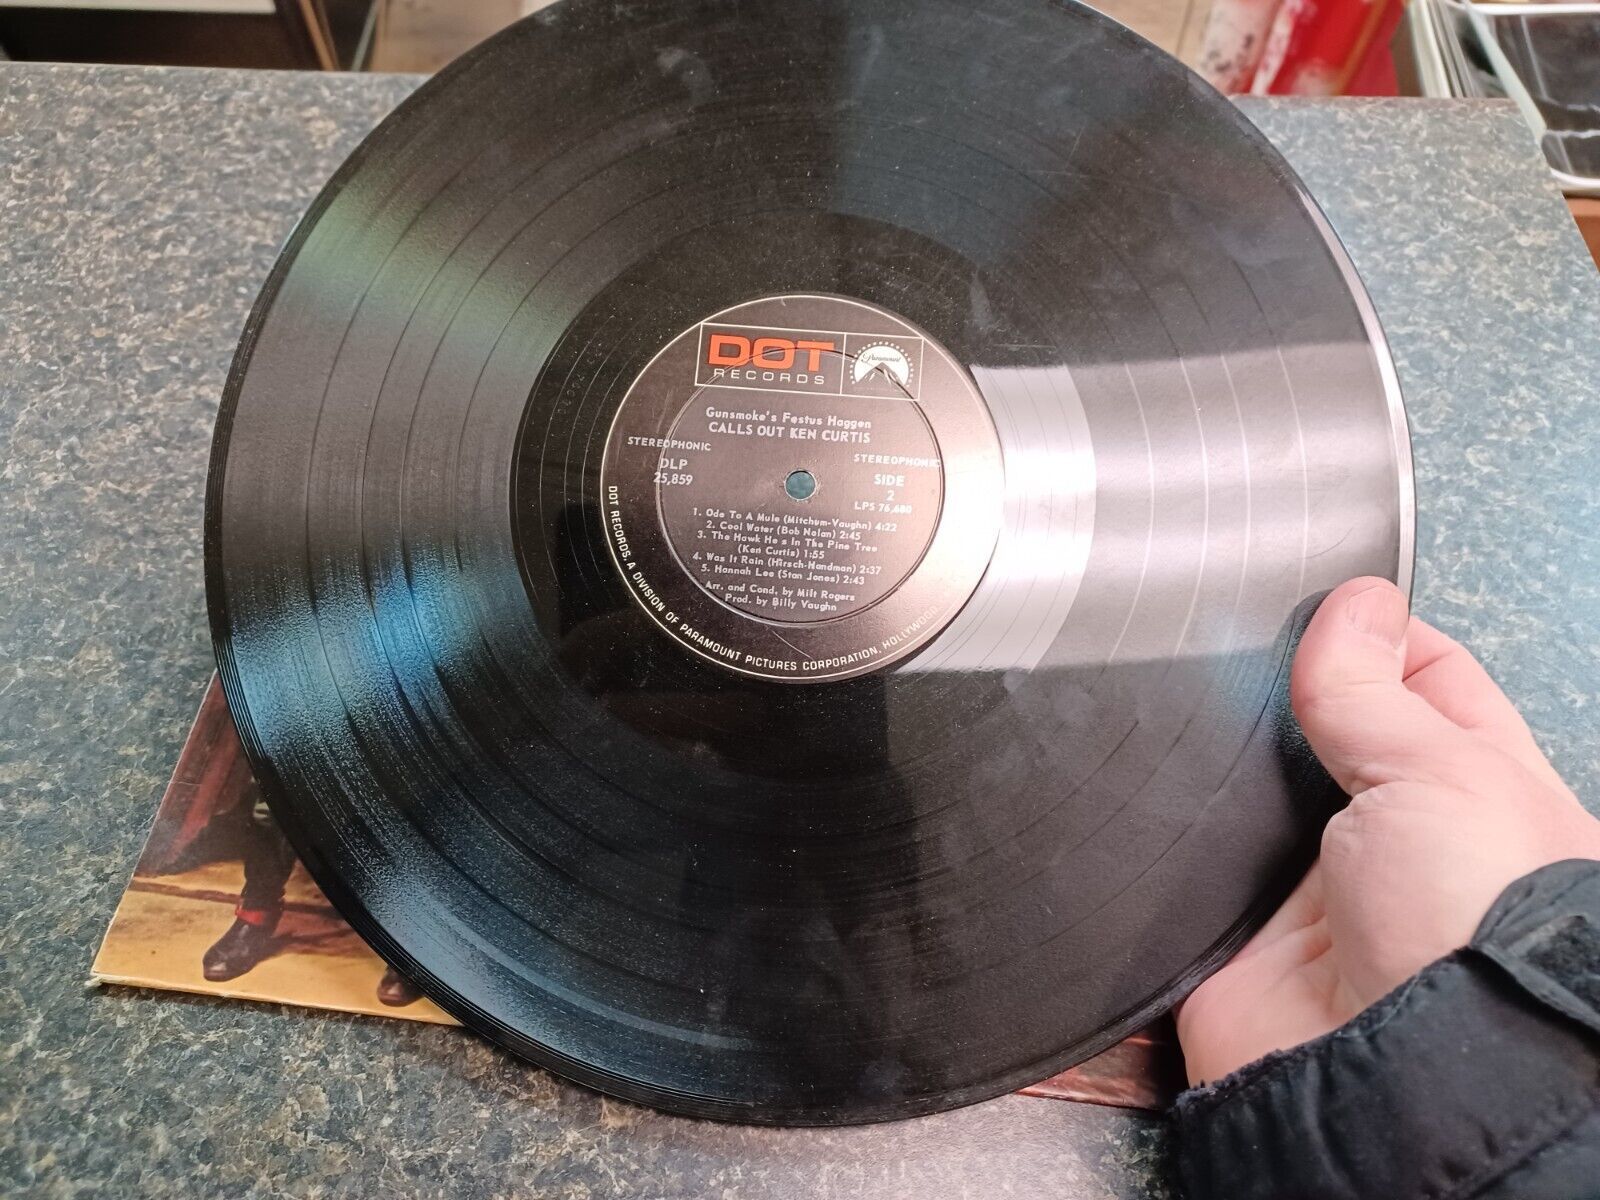 DOT
RECORDS
Paramount
Gunsmoke's Festus Haggen
CALLS OUT KEN CURTIS
STEREOPHONIC
STEREOPHONIC
DLP
25,859
SIDE
2
LPS 76,680
1. Ode To A Mule (Mitchum-Vaughn) 4:22
2. Cool Water (Bob Nolan) 2:45
3. The Hawk He s In The Pine Tree
(Ken Curtis) 1:55
4. Was It Rain (Hirsch-Handman) 2:37
5. Hannah Lee (Stan Jones) 2:43
Arr. and Cond. by Milt Rogers
Prod. by Billy Vaughn
DOT RECORDS, A DIVISION OF PARAMOUNT PICTURES CORPORATION, HOLLYWOOD